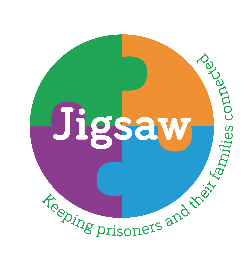 Jigsaw
Keeping prisoners and their families connected